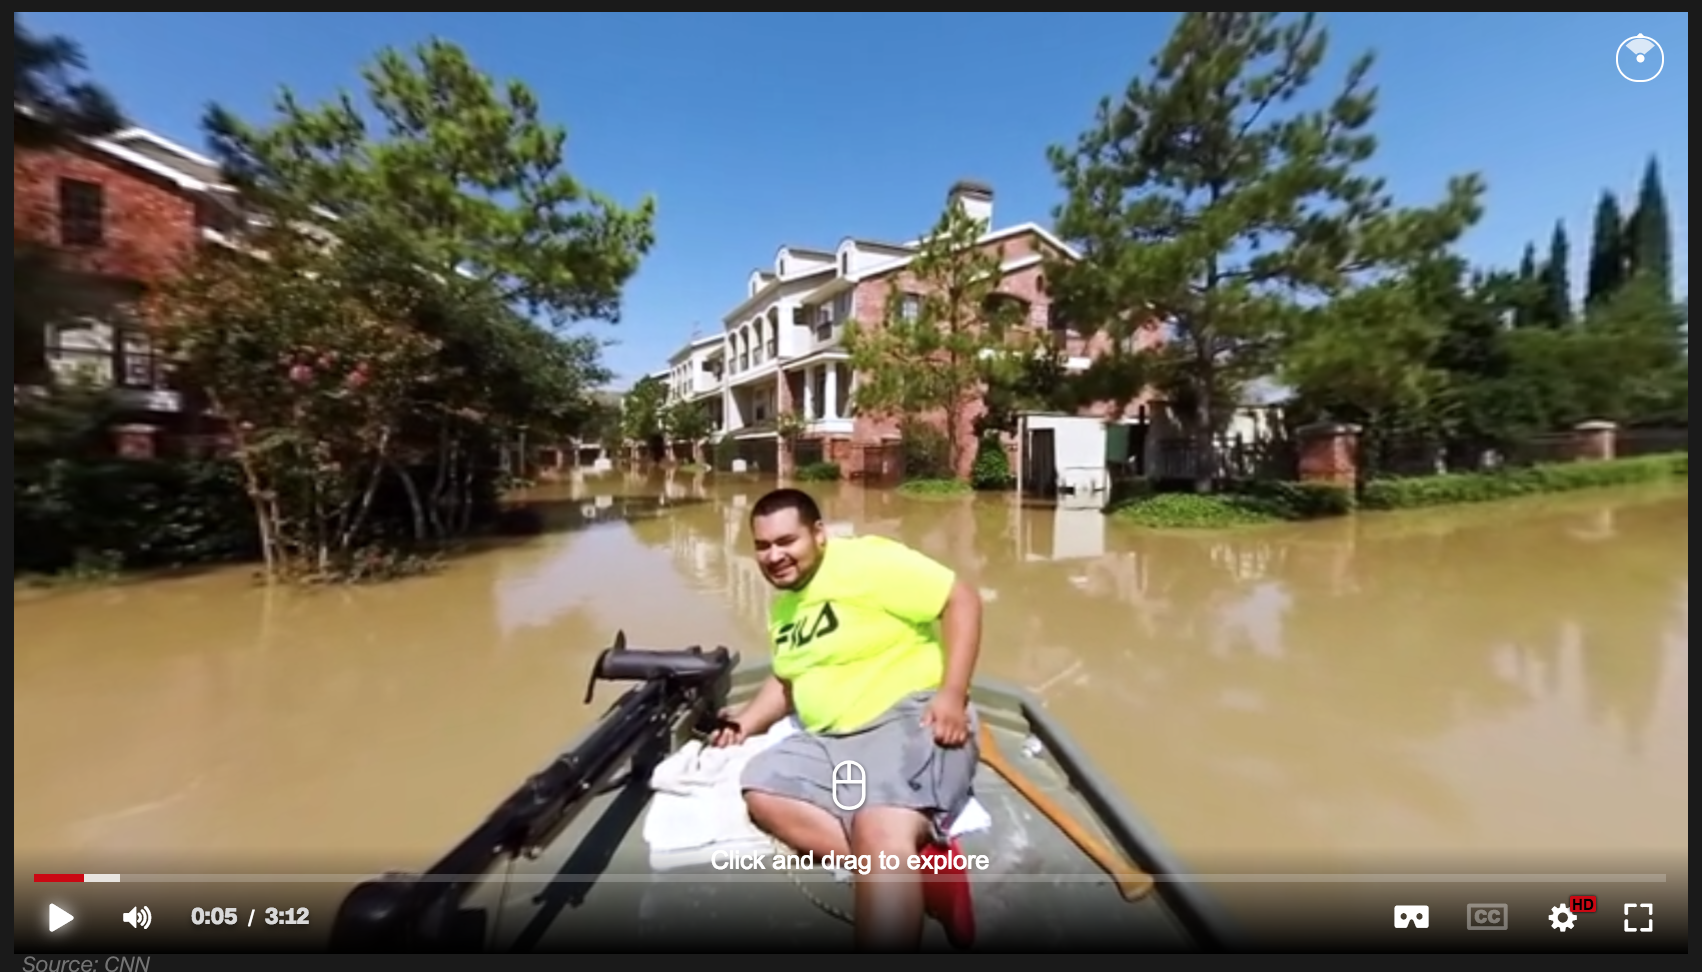 FILA
Click and drag to explore
0:05 / 3:12
CC
HD
Source: CNN